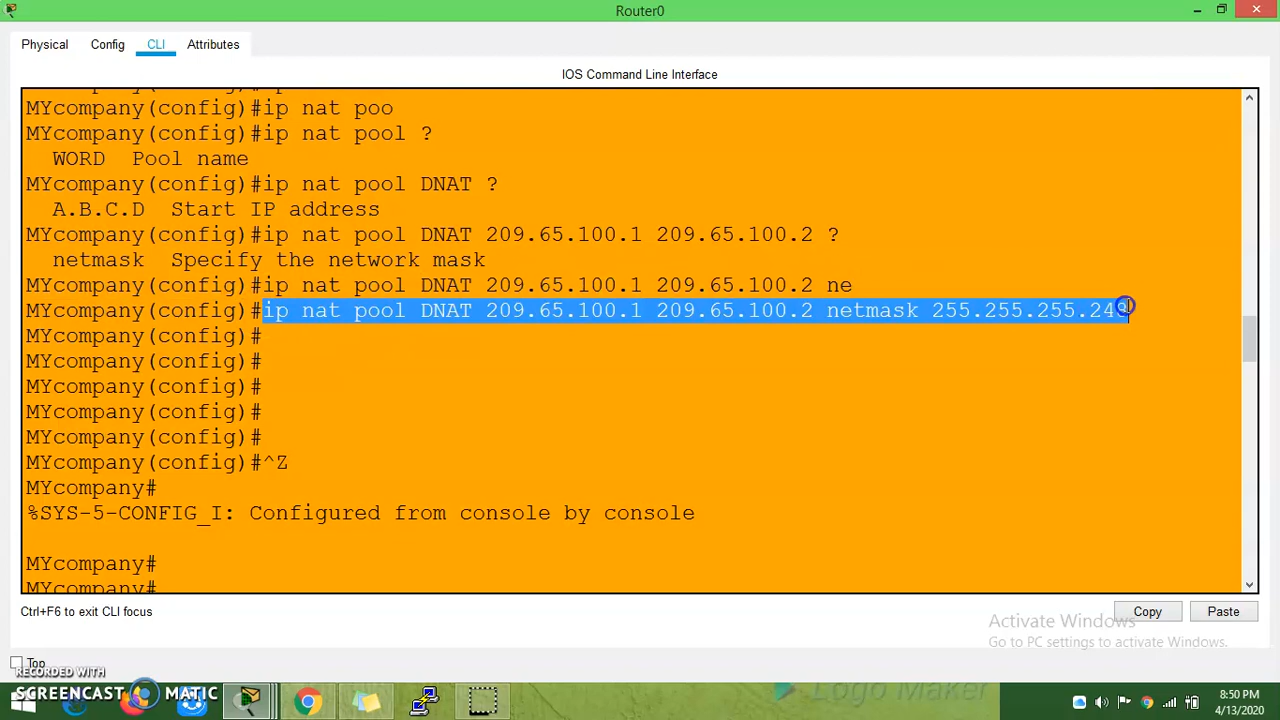 Router0
Physical Config CLI Attributes
IOS Command Line Interface
MYcompany(config)#ip nat poo
MYcompany(config)#ip nat pool ?
WORD Pool name
MYcompany(config)#ip nat pool DNAT ?
A.B.C.D Start IP address
MYcompany(config)#ip nat pool DNAT 209.65.100.1 209.65.100.2 ?
netmask Specify the network mask
MYcompany(config)#ip nat pool DNAT 209.65.100.1 209.65.100.2 ne
MYcompany(config)#ip nat pool DNAT 209.65.100.1 209.65.100.2 netmask 255.255.255.248
MYcompany(config)#
MYcompany(config)#
MYcompany(config)#
MYcompany(config)#
MYcompany(config)#
MYcompany(config)#^Z
MYcompany#
%SYS-5-CONFIG_I: Configured from console by console
MYcompany#
MYcompany#
Ctrl+F6 to exit CLI focus
Copy Paste
Activate Windows
Go to PC settings to activate Windows.
Top
RECORDED WITH
SCREENCAST MATIC
Logo Maker
8:50 PM
4/13/2020